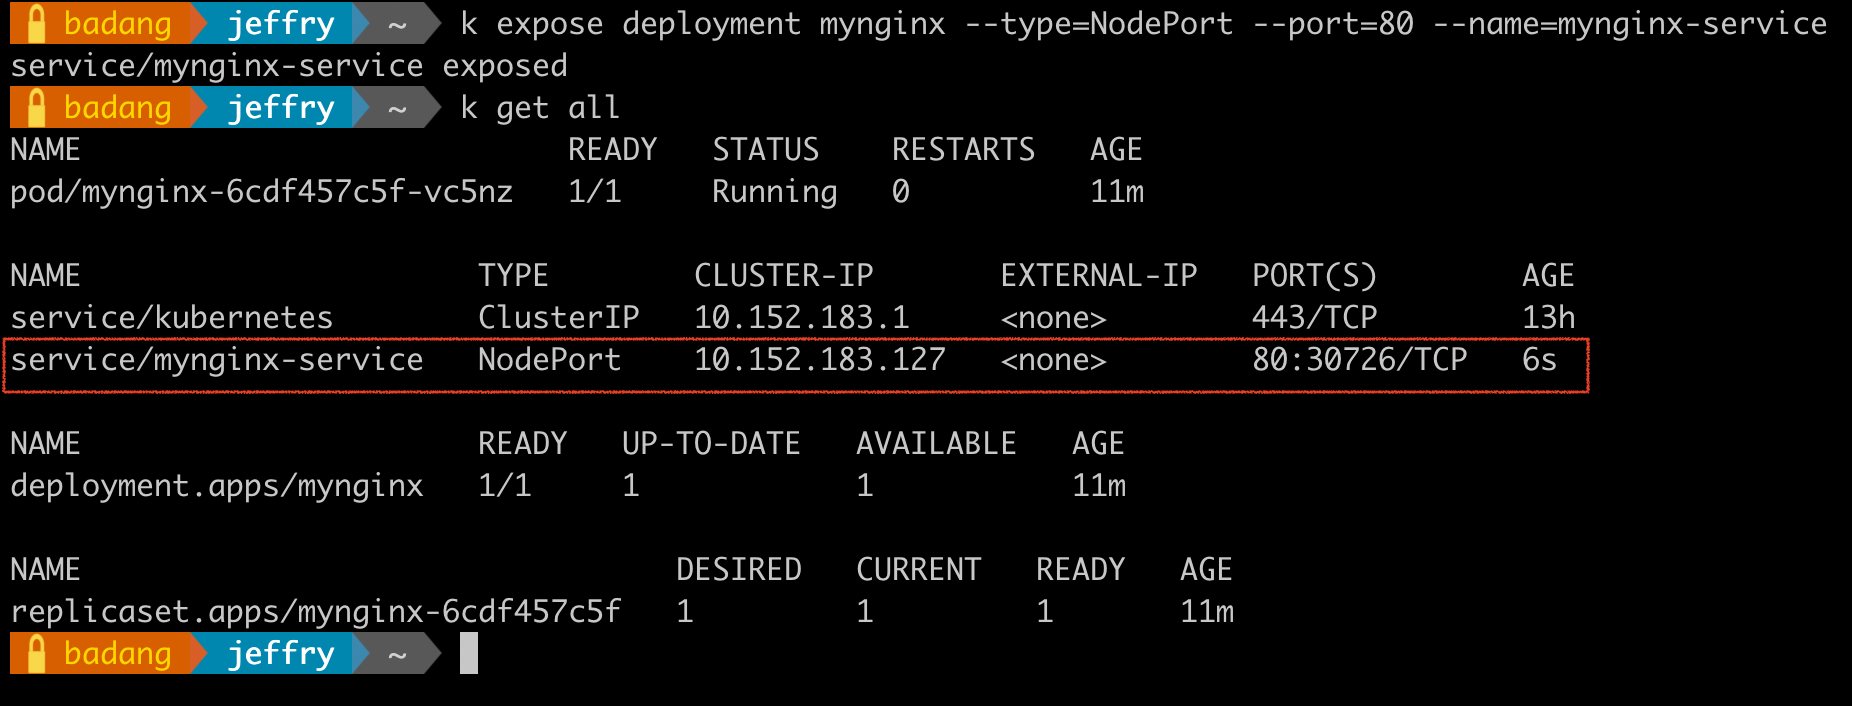 badang jeffry ~ k expose deployment mynginx --type=NodePort --port=80 --name=mynginx-service
service/mynginx-service exposed
badang jeffry ~ k get all
NAME READY STATUS RESTARTS AGE
pod/mynginx-6cdf457c5f-vc5nz 1/1 Running 0 11m
NAME TYPE CLUSTER-IP EXTERNAL-IP PORT(S) AGE
service/kubernetes ClusterIP 10.152.183.1 <none> 443/TCP 13h
service/mynginx-service NodePort 10.152.183.127 <none> 80:30726/TCP 6s
NAME READY UP-TO-DATE AVAILABLE AGE
deployment.apps/mynginx 1/1 1 1 11m
NAME DESIRED CURRENT READY AGE
replicaset.apps/mynginx-6cdf457c5f 1 1 1 11m
badang jeffry ~